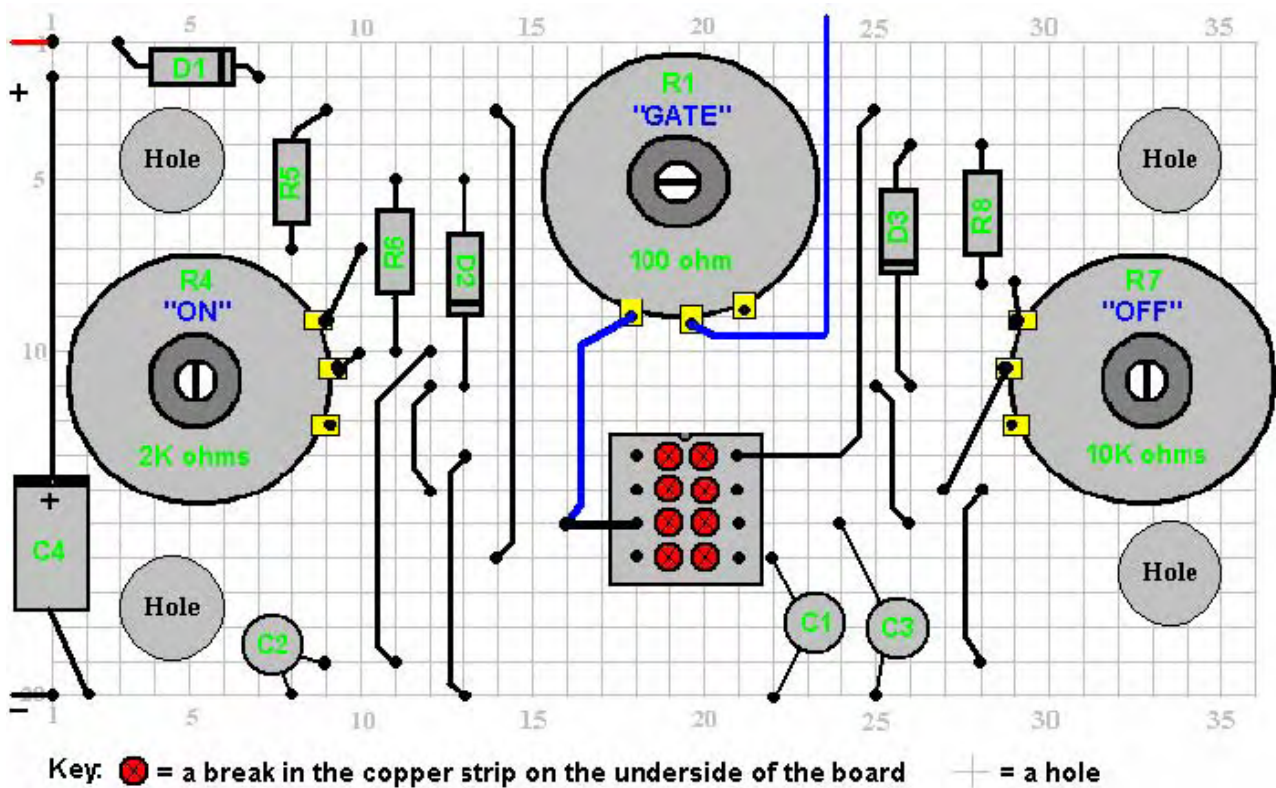 1 5 10 15 20 25 30 35
1
+
D1
R1
"GATE"
Hole
Hole
5
R5
R6
D2
D3
R8
100 ohm
R4
"ON"
R7
"OFF"
10
2K ohms
10K ohms
+
C4
Hole
Hole
C2
C1
C3
20
–
1 5 10 15 20 25 30 35
Key: = a break in the copper strip on the underside of the board = a hole